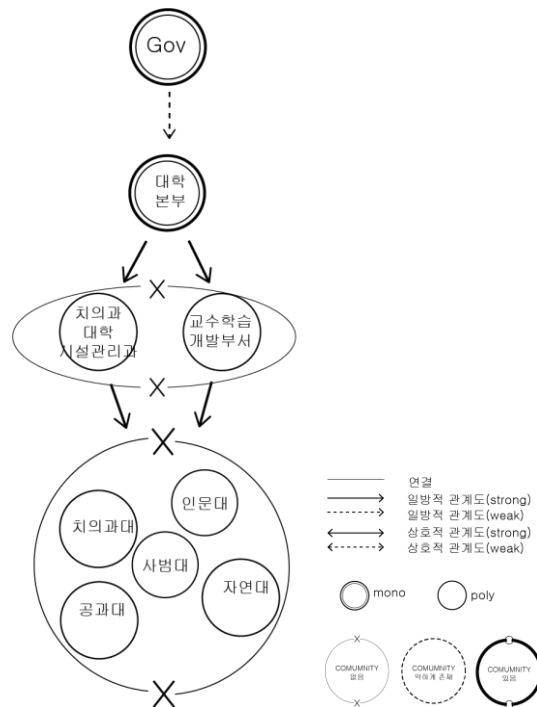 Gov
대학
본부
치의과
대학
시설관리과
교수학습
개발부서
인문대
치의과대
사범대
자연대
공과대
연결
일방적 관계도(strong)
일방적 관계도(weak)
상호적 관계도(strong)
상호적 관계도(weak)
mono
poly
COMUMNITY
없음
COMUMNITY
약하게 존재
COMUMNITY
있음